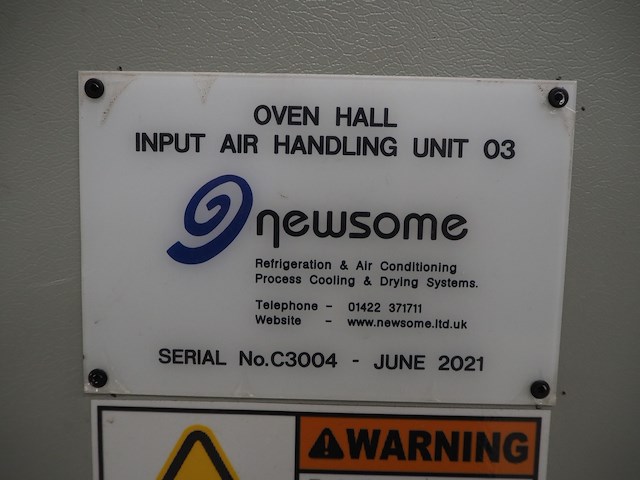 OVEN HALL
INPUT AIR HANDLING UNIT 03
newsome
Refrigeration & Air Conditioning
Process Cooling & Drying Systems.
Telephone - 01422 371711
Website - www.newsome.ltd.uk
SERIAL No.C3004 - JUNE 2021
WARNING